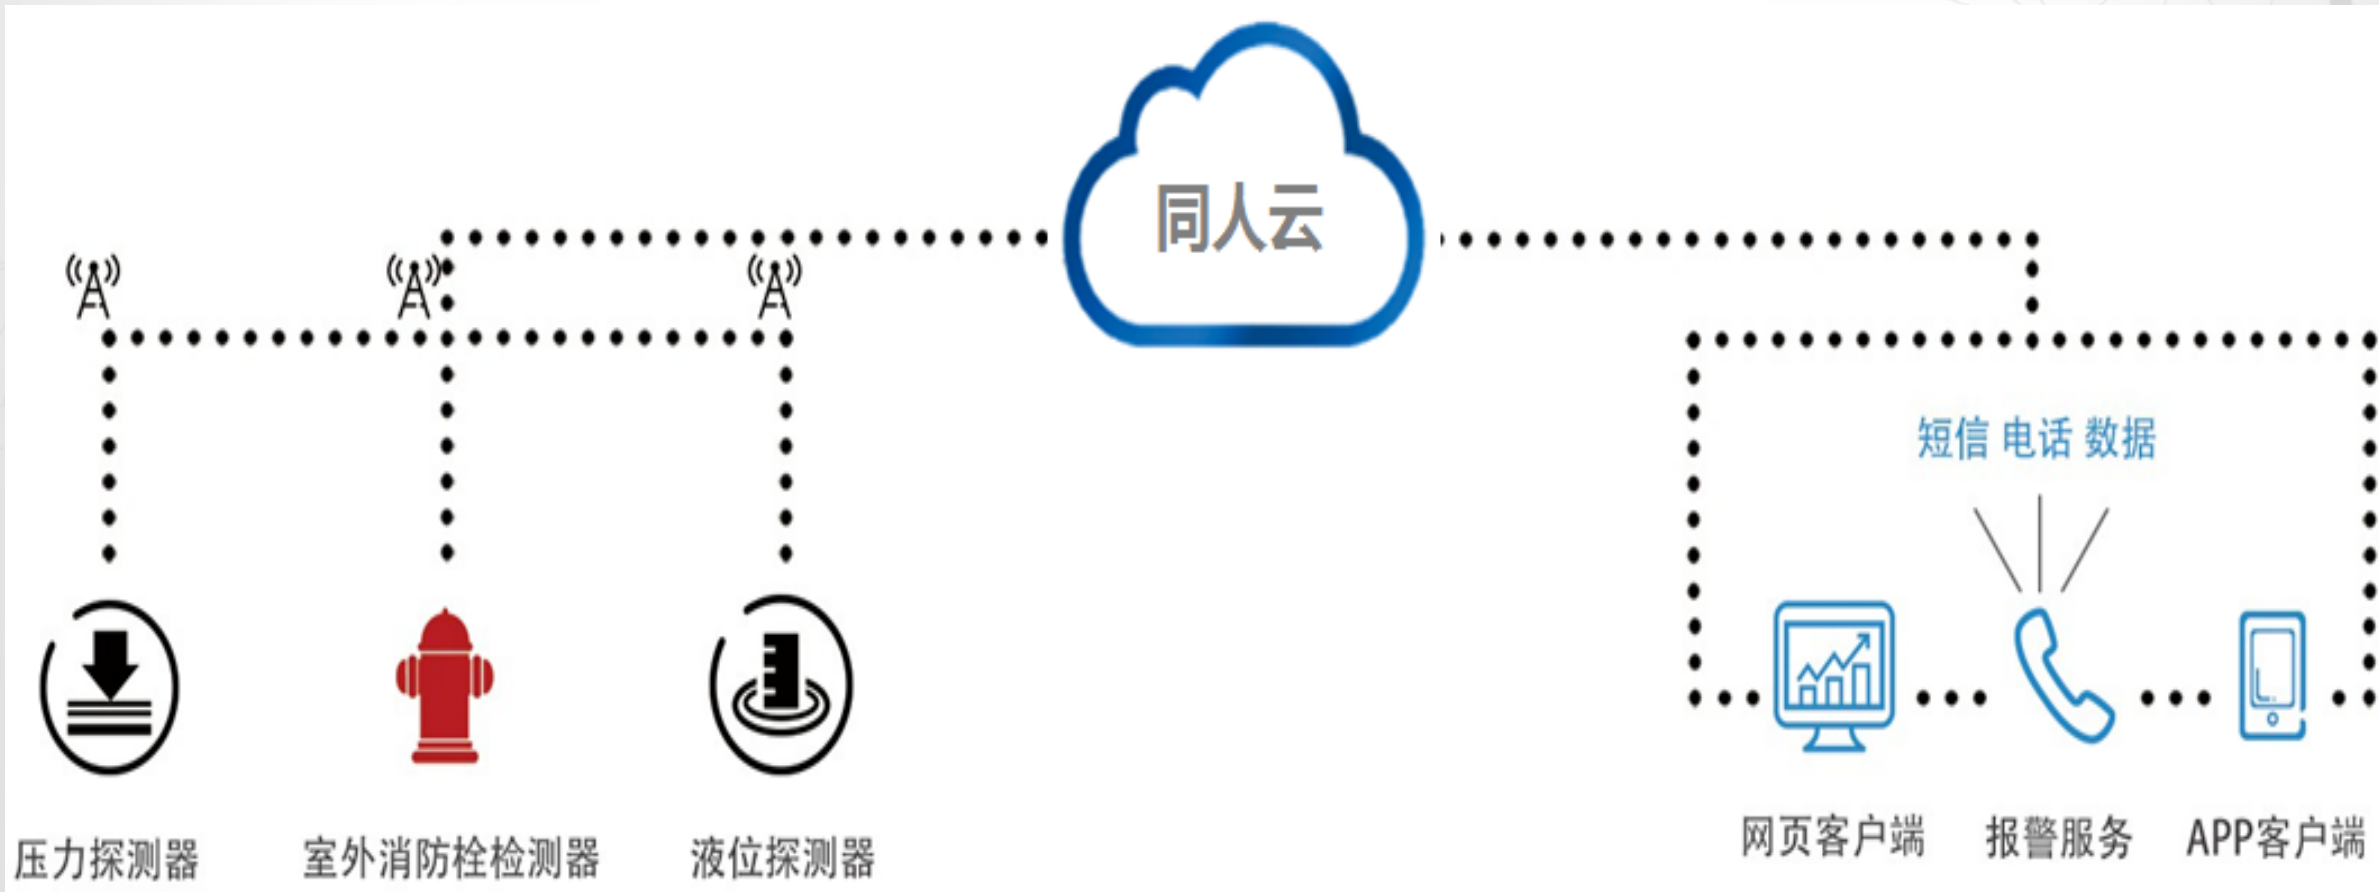 同人云
短信 电话 数据
压力探测器
室外消防栓检测器
液位探测器
网页客户端
报警服务
APP客户端